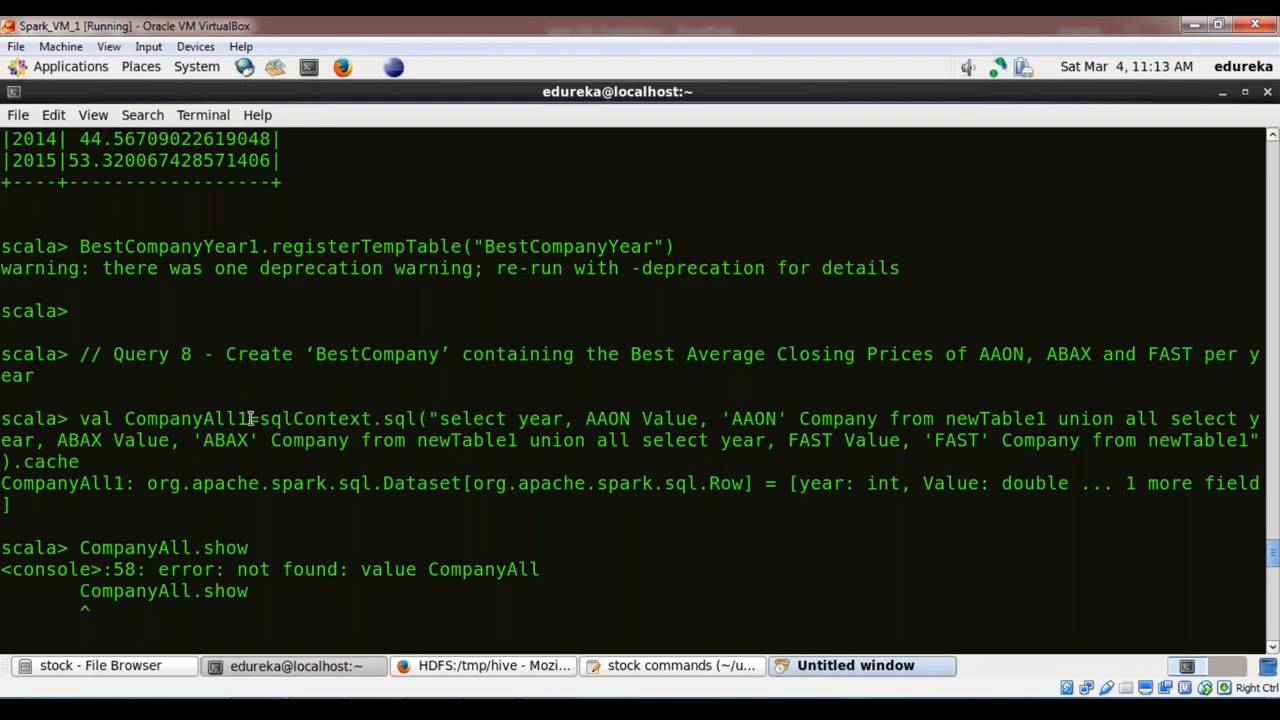 Spark_VM_1 [Running] - Oracle VM VirtualBox
File Machine View Input Devices Help
Applications Places System Sat Mar 4, 11:13 AM edureka
edureka@localhost:~
File Edit View Search Terminal Help
|2014| 44.56709022619048|
|2015|53.320067428571406|
+----+------------------+
scala> BestCompanyYear1.registerTempTable("BestCompanyYear")
warning: there was one deprecation warning; re-run with -deprecation for details
scala>
scala> // Query 8 - Create ‘BestCompany’ containing the Best Average Closing Prices of AAON, ABAX and FAST per y
ear
scala> val CompanyAll1=sqlContext.sql("select year, AAON Value, 'AAON' Company from newTable1 union all select y
ear, ABAX Value, 'ABAX' Company from newTable1 union all select year, FAST Value, 'FAST' Company from newTable1"
).cache
CompanyAll1: org.apache.spark.sql.Dataset[org.apache.spark.sql.Row] = [year: int, Value: double ... 1 more field
]
scala> CompanyAll.show
<console>:58: error: not found: value CompanyAll
CompanyAll.show
^
stock - File Browser edureka@localhost:~ HDFS:/tmp/hive - Mozi... stock commands (~/u... Untitled window
Right Ctrl